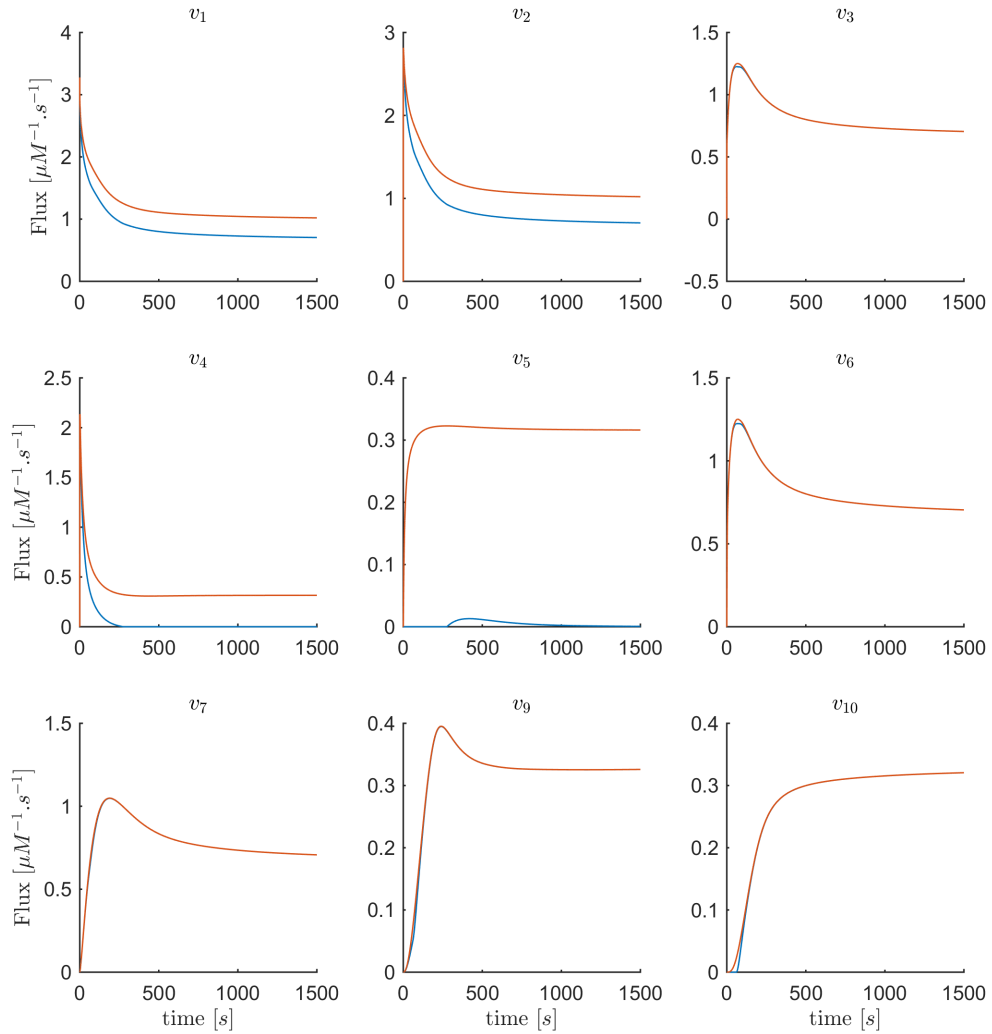 v1 v2 v3
4 3 1.5
3 2 1
2 1 0.5
1 0 0
0 -0.5
Flux [μM⁻¹.s⁻¹]
0 500 1000 1500 0 500 1000 1500 0 500 1000 1500
v4 v5 v6
2.5 0.4 1.5
2 0.3 1
1.5 0.2 0.5
1 0.1 0
0.5 0
0
Flux [μM⁻¹.s⁻¹]
0 500 1000 1500 0 500 1000 1500 0 500 1000 1500
v7 v9 v10
1.5 0.4 0.4
1 0.3 0.3
0.5 0.2 0.2
0 0.1 0.1
0 0
Flux [μM⁻¹.s⁻¹]
0 500 1000 1500 0 500 1000 1500 0 500 1000 1500
time [s] time [s] time [s]